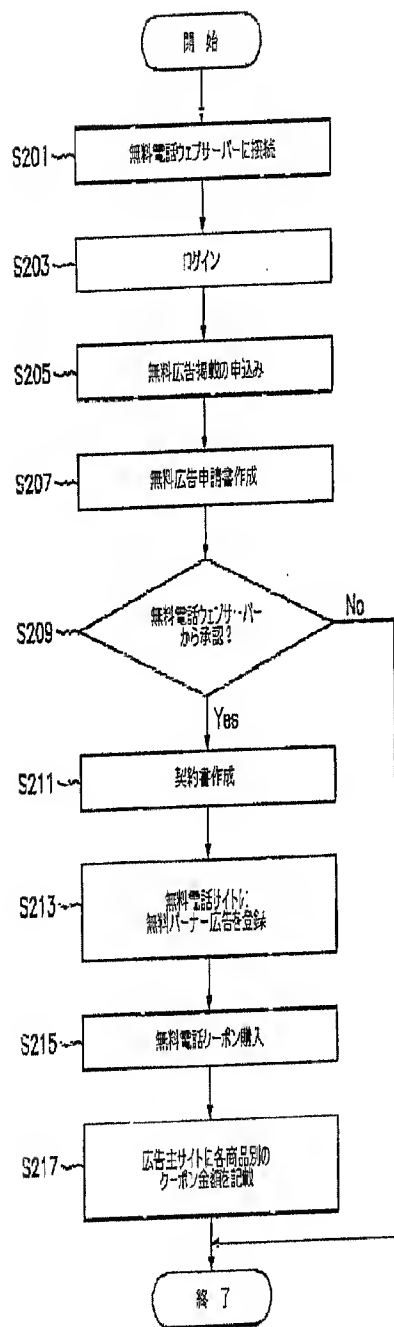 開始
S201
無料電話ウェブサーバーに接続
S203
ログイン
S205
無料広告掲載の申込み
S207
無料広告申請書作成
S209
無料電話ウェブサーバー
から承認？
No
Yes
S211
契約書作成
S213
無料電話サイトに
無料バーナー広告を登録
S215
無料電話クーポン購入
S217
広告主サイトに各商品別の
クーポン金額を記載
終了